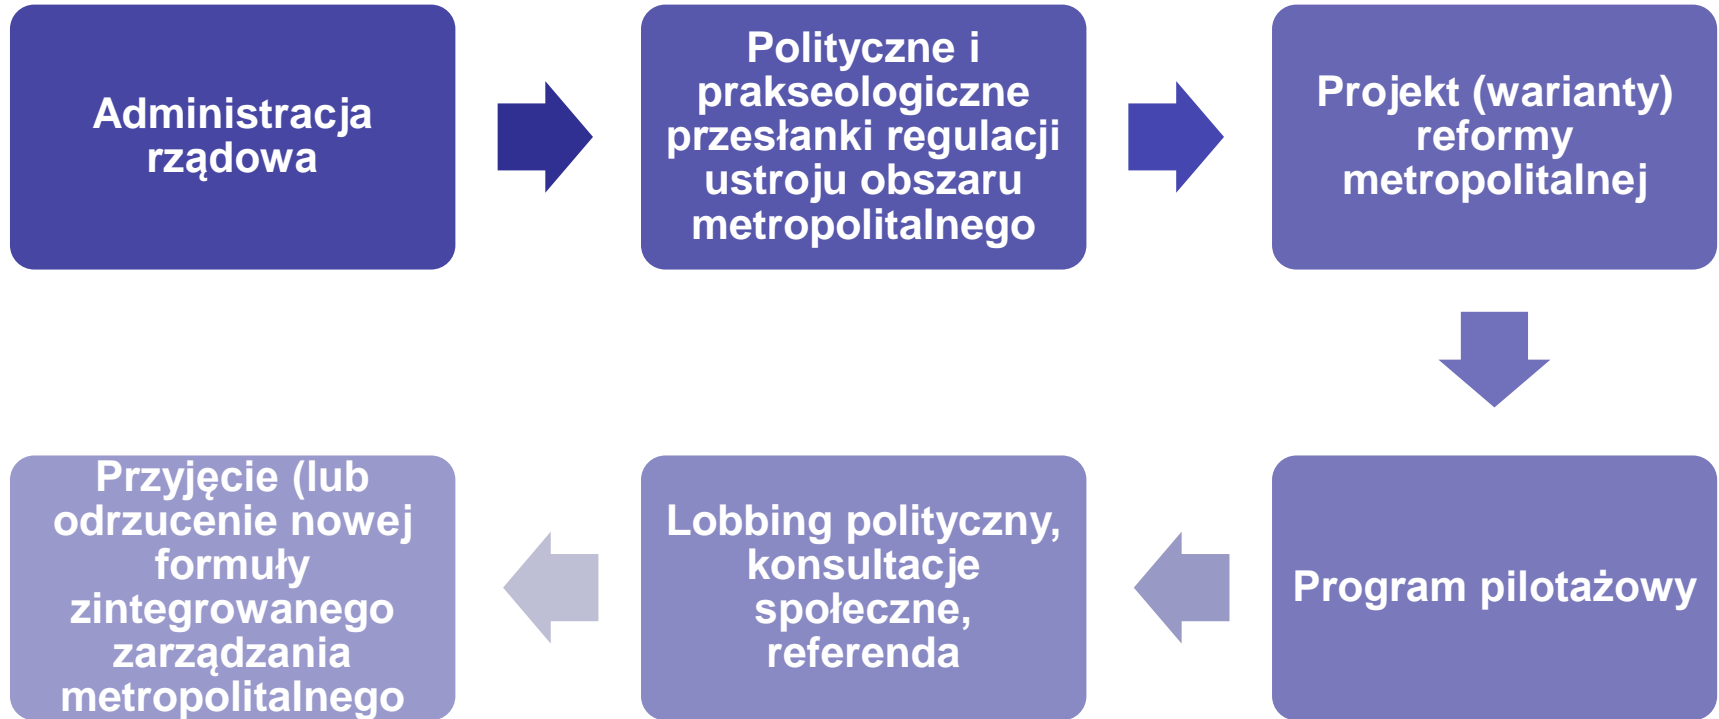 Administracja
rządowa
Polityczne i
prakseologiczne
przesłanki regulacji
ustroju obszaru
metropolitalnego
Projekt (warianty)
reformy
metropolitalnej
Program pilotażowy
Lobbing polityczny,
konsultacje
społeczne,
referenda
Przyjęcie (lub
odrzucenie nowej
formuły
zintegrowanego
zarządzania
metropolitalnego